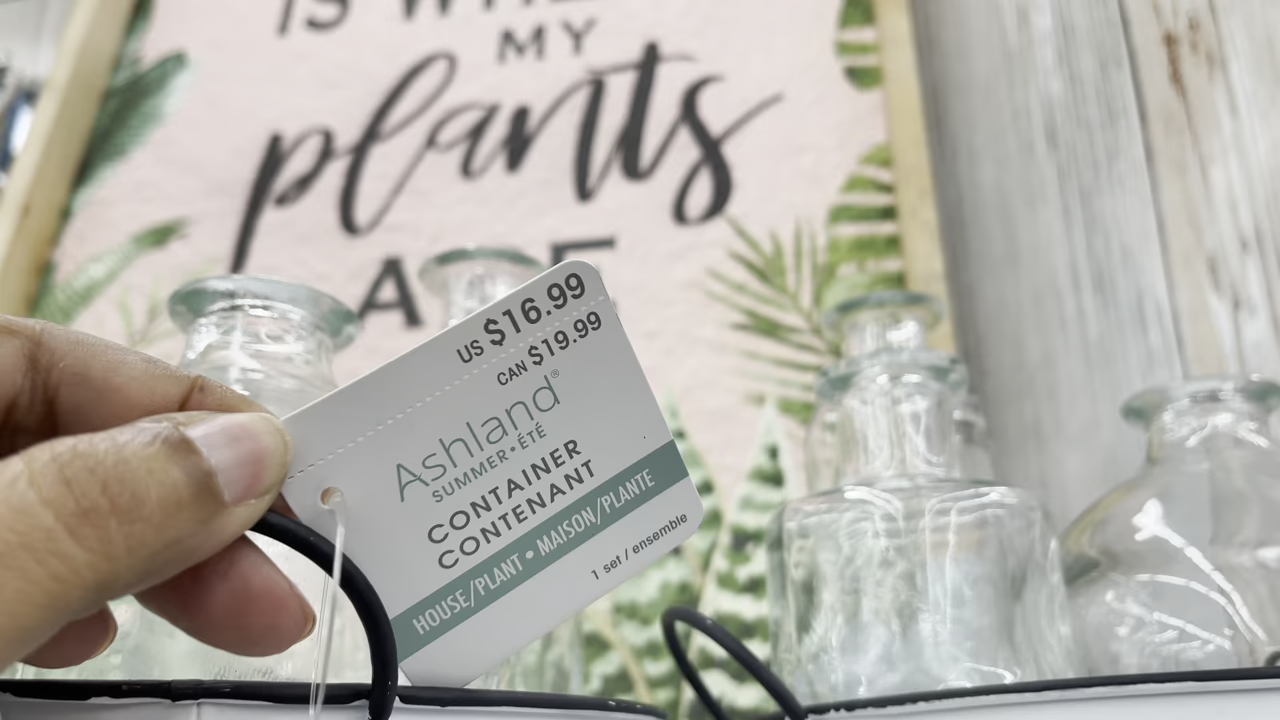 IS
MY
plants
US $16.99
CAN $19.99
Ashland®
SUMMER•ÉTÉ
CONTAINER
CONTENANT
HOUSE/PLANT • MAISON/PLANTE
1 set / ensemble